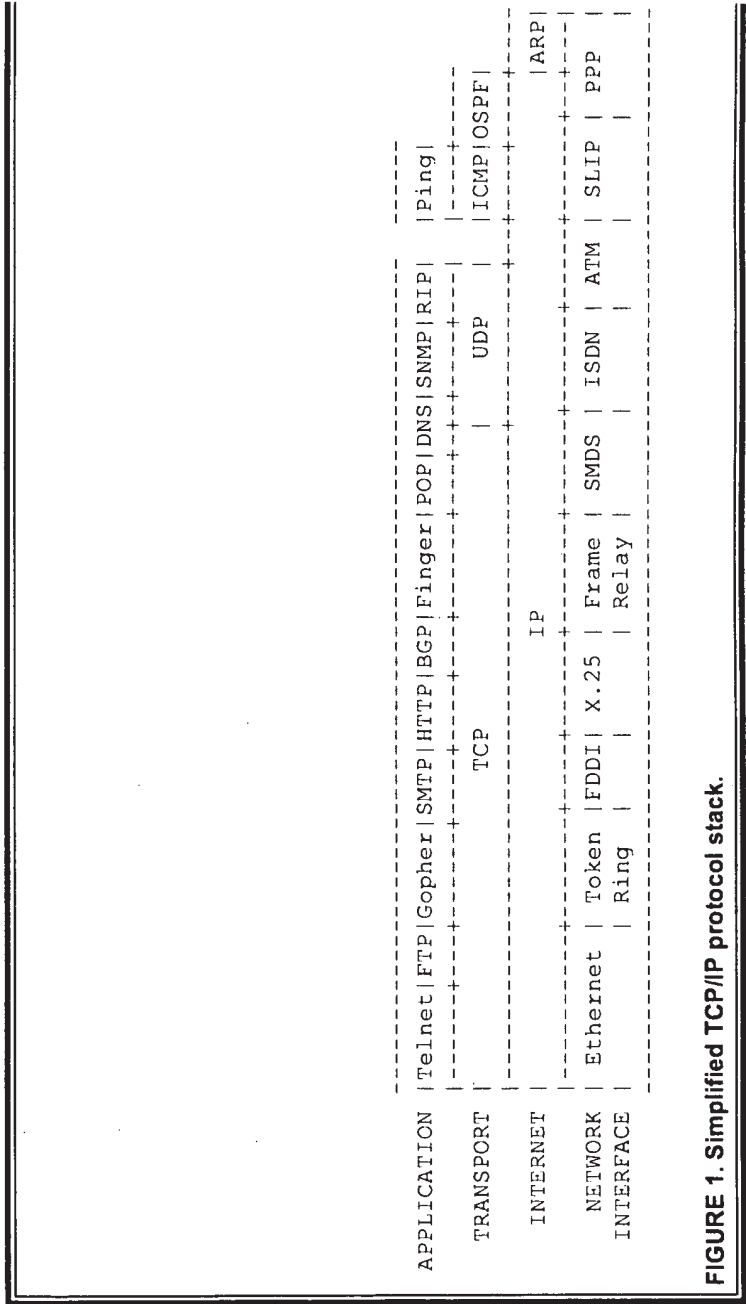 APPLICATION |Telnet|FTP|Gopher|SMTP|HTTP|BGP|Finger|POP|DNS|SNMP|RIP| |Ping|
TRANSPORT | TCP | UDP | |ICMP|OSPF|
INTERNET | IP |ARP|
NETWORK | Ethernet | Token |FDDI| X.25 | Frame | SMDS | ISDN | ATM | SLIP | PPP |
INTERFACE | | Ring | | | Relay | | | | | |
FIGURE 1. Simplified TCP/IP protocol stack.